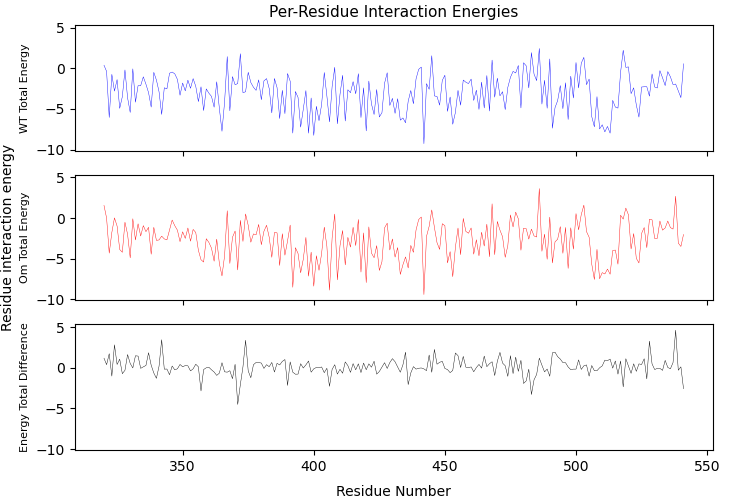 Per-Residue Interaction Energies
Residue interaction energy
WT Total Energy
5
0
−5
−10
Om Total Energy
5
0
−5
−10
Energy Total Difference
5
0
−5
−10
350
400
450
500
550
Residue Number